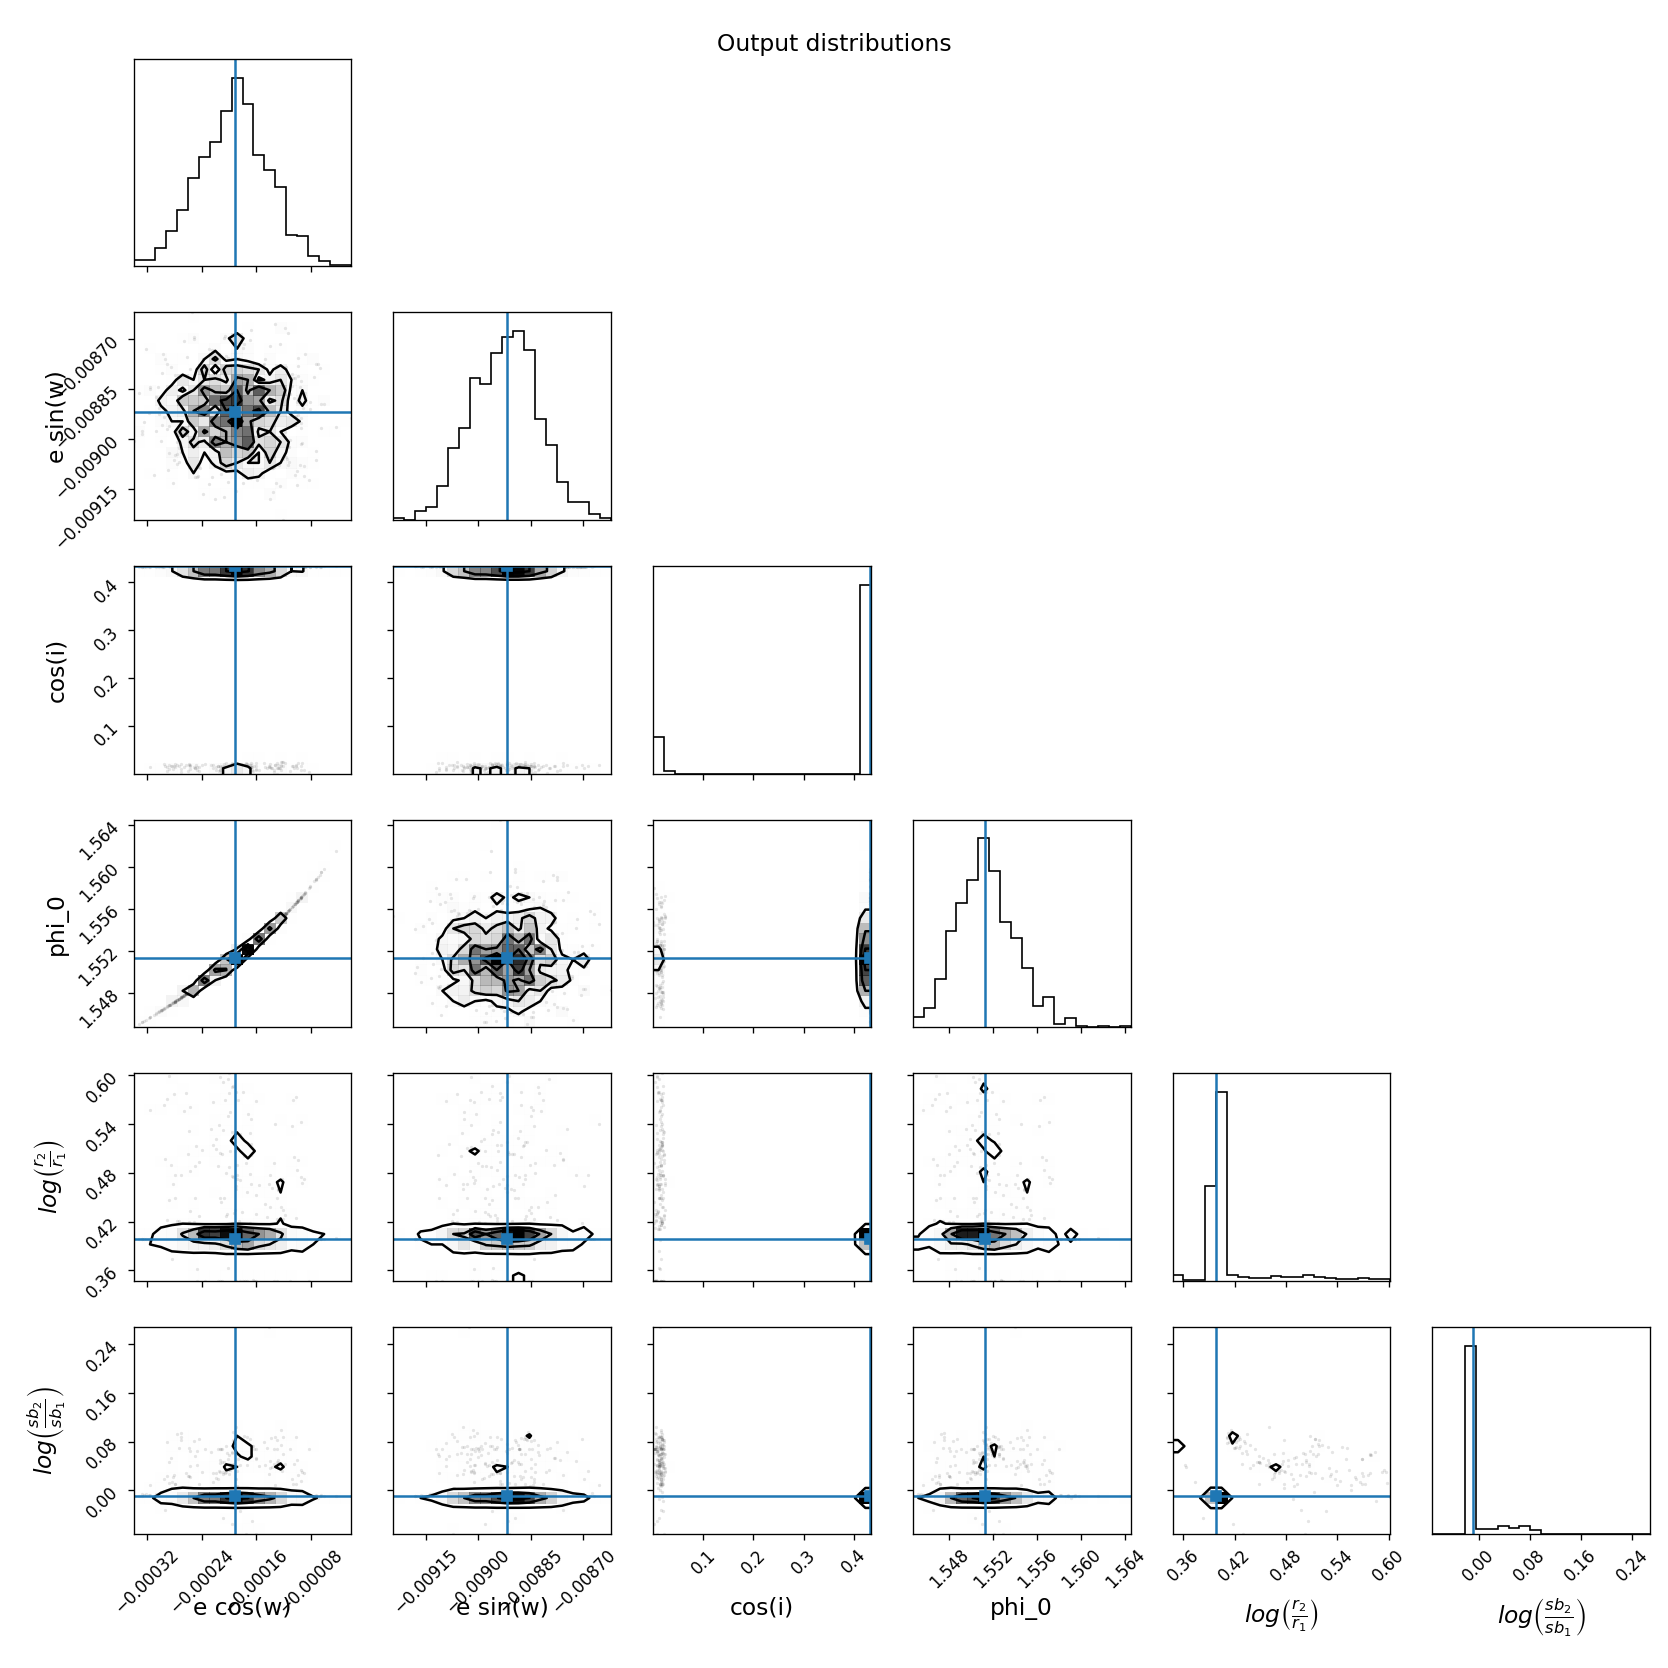 Output distributions
e sin(w)
−0.00870
−0.00885
−0.00900
−0.00915
cos(i)
0.4
0.3
0.2
0.1
phi_0
1.564
1.560
1.556
1.552
1.548
log(r₂/r₁)
0.60
0.54
0.48
0.42
0.36
log(sb₂/sb₁)
0.24
0.16
0.08
0.00
−0.00032 −0.00024 −0.00016 −0.00008
e cos(w)
−0.00915 −0.00900 −0.00885 −0.00870
e sin(w)
0.1 0.2 0.3 0.4
cos(i)
1.548 1.552 1.556 1.560 1.564
phi_0
0.36 0.42 0.48 0.54 0.60
log(r₂/r₁)
0.00 0.08 0.16 0.24
log(sb₂/sb₁)